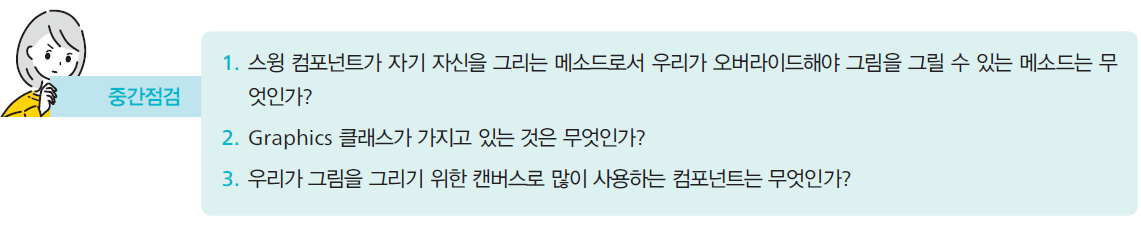 중간점검
1. 스윙 컴포넌트가 자기 자신을 그리는 메소드로서 우리가 오버라이드해야 그림을 그릴 수 있는 메소드는 무
엇인가?
2. Graphics 클래스가 가지고 있는 것은 무엇인가?
3. 우리가 그림을 그리기 위한 캔버스로 많이 사용하는 컴포넌트는 무엇인가?